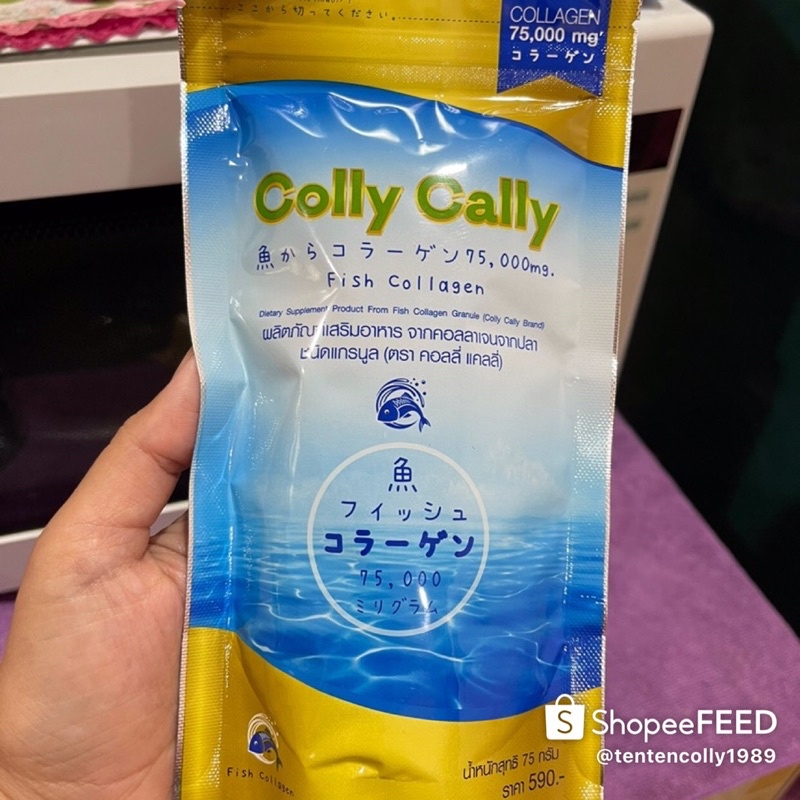 ここから切ってください。
COLLAGEN
75,000 mg
コラーゲン
Colly Cally
魚からコラーゲン75,000mg.
Fish Collagen
Dietary Supplement Product From Fish Collagen Granule (Colly Cally Brand)
ผลิตภัณฑ์เสริมอาหาร จากคอลลาเจนจากปลา
ชนิดแกรนูล (ตรา คอลลี่ แคลลี่)
魚
フィッシュ
コラーゲン
75,000
ミリグラム
Fish Collagen
น้ำหนักสุทธิ 75 กรัม
ราคา 590.-
S ShopeeFEED
@tentencolly1989